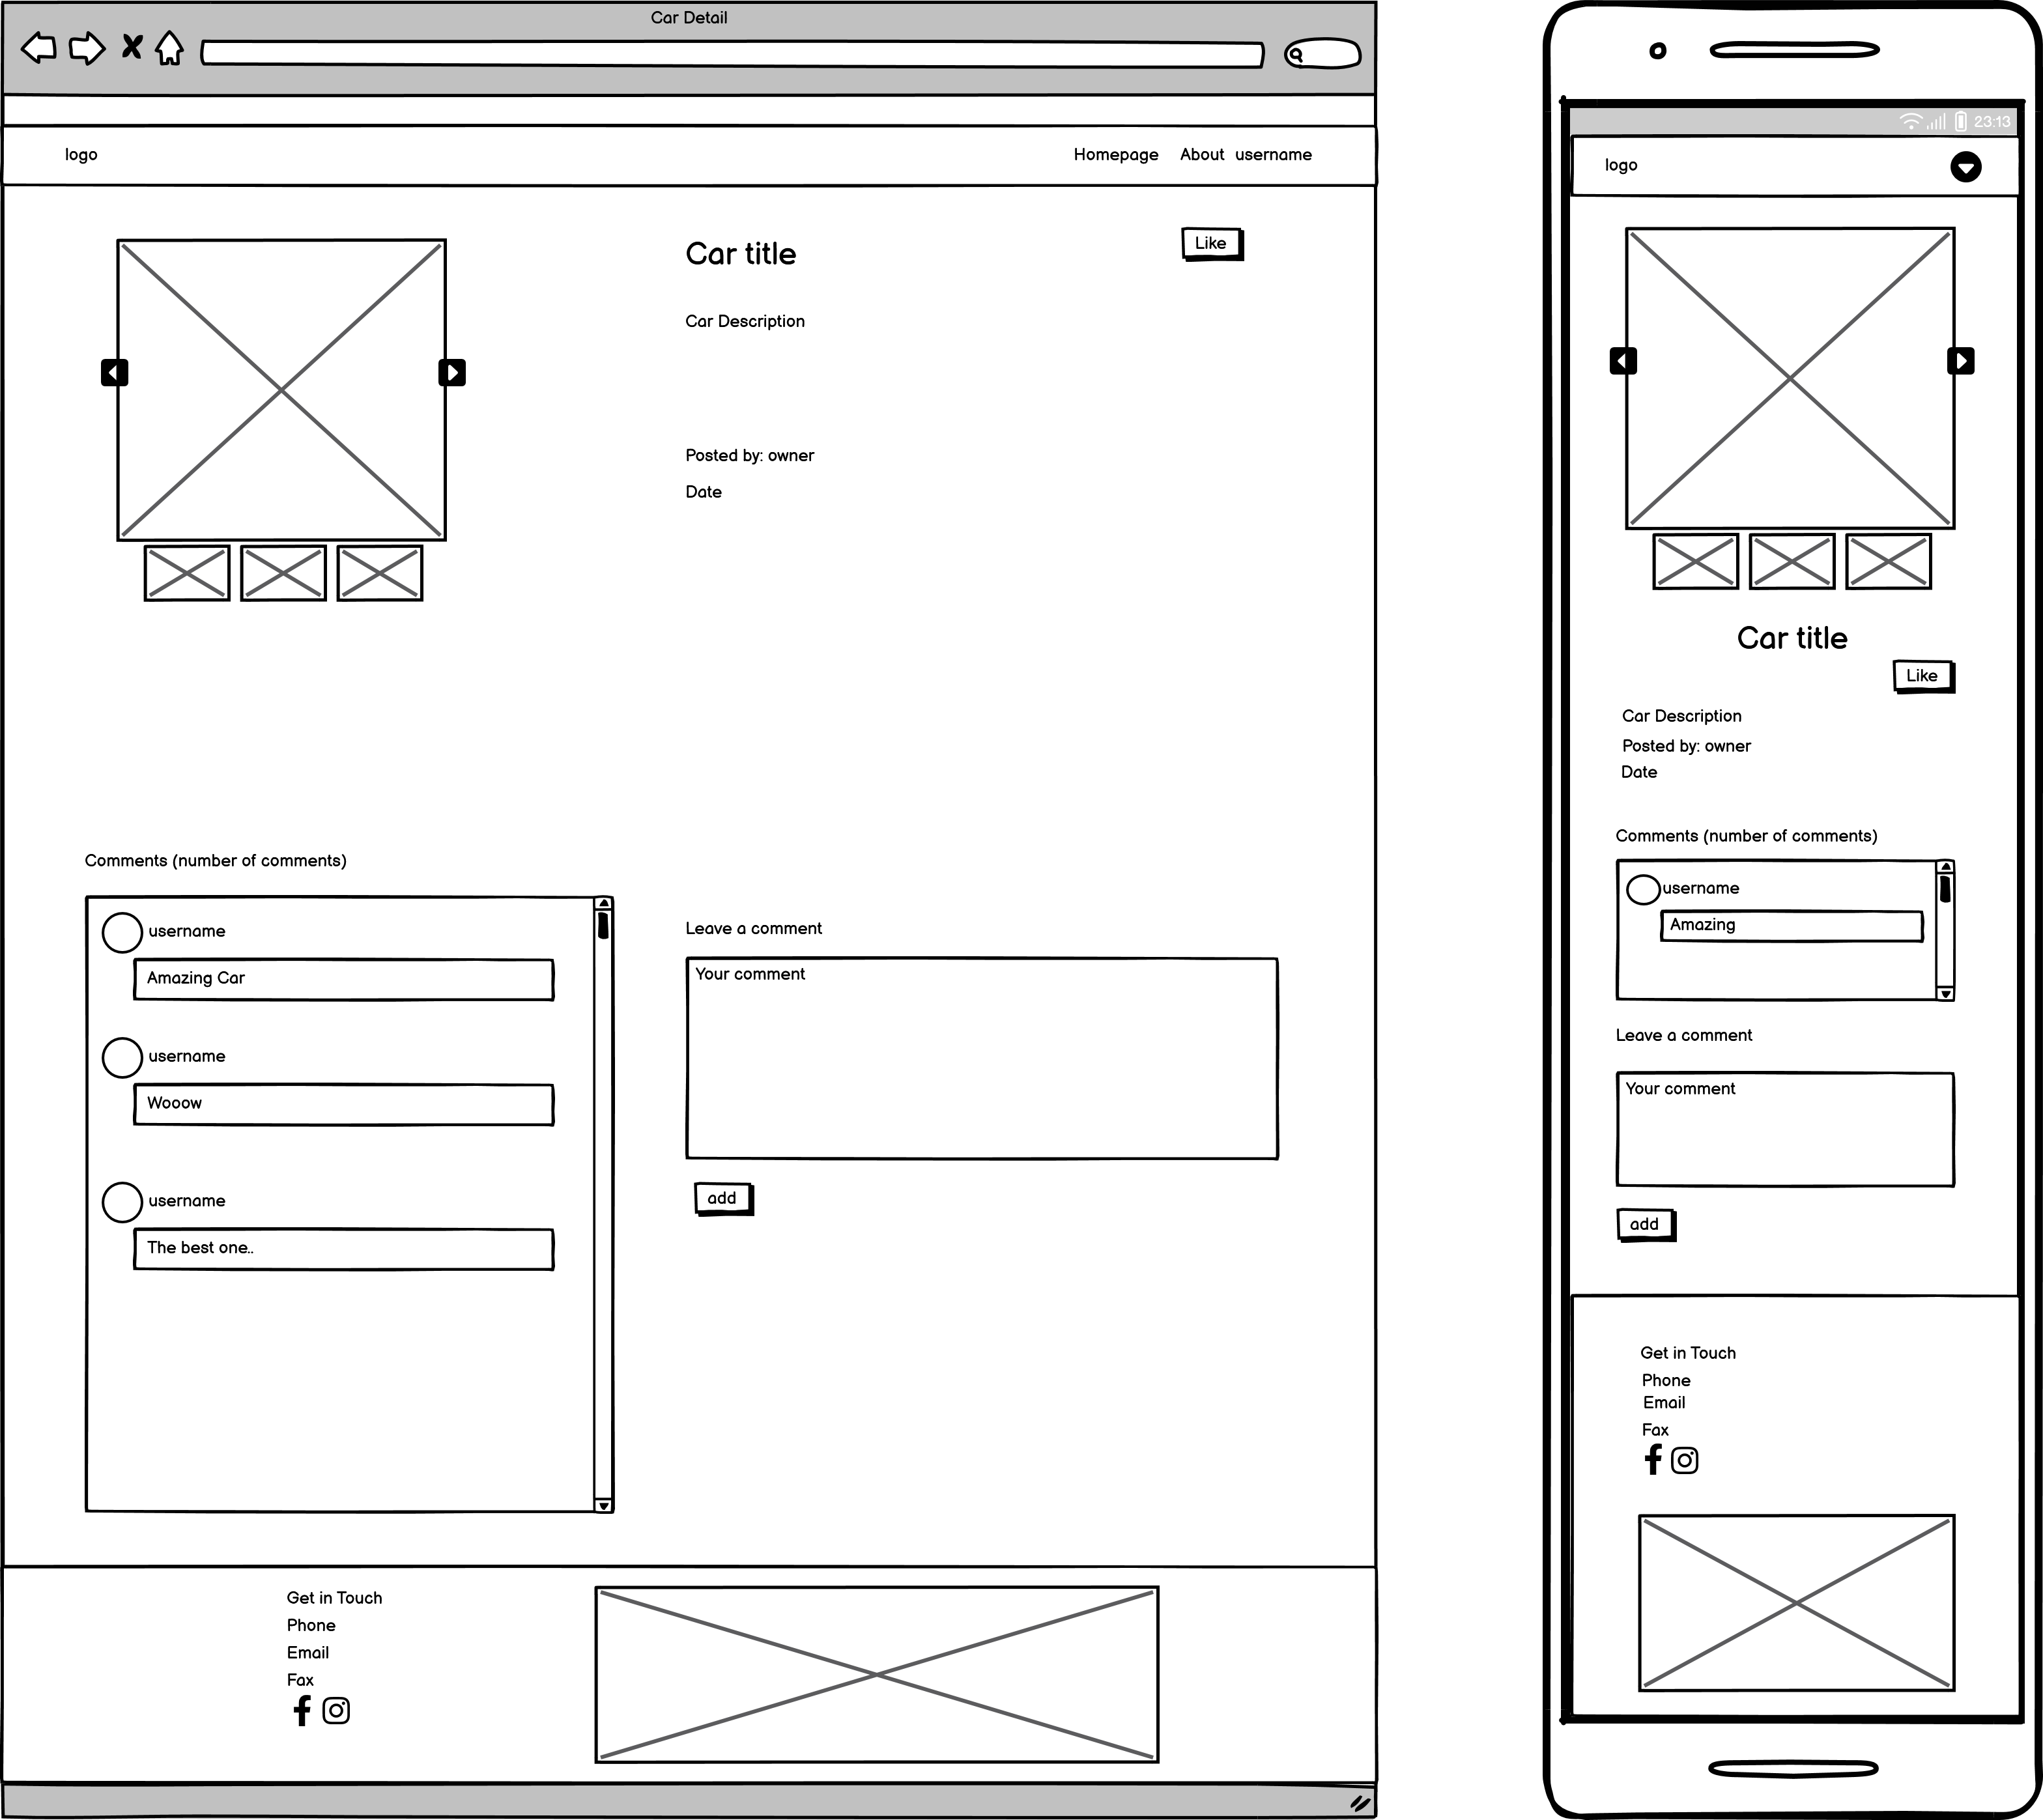 Car Detail
logo
Homepage About username
Car title
Like
Car Description
Posted by: owner
Date
Comments (number of comments)
username
Amazing Car
username
Wooow
username
The best one..
Leave a comment
Your comment
add
Get in Touch
Phone
Email
Fax
23:13
logo
Car title
Like
Car Description
Posted by: owner
Date
Comments (number of comments)
username
Amazing
Leave a comment
Your comment
add
Get in Touch
Phone
Email
Fax